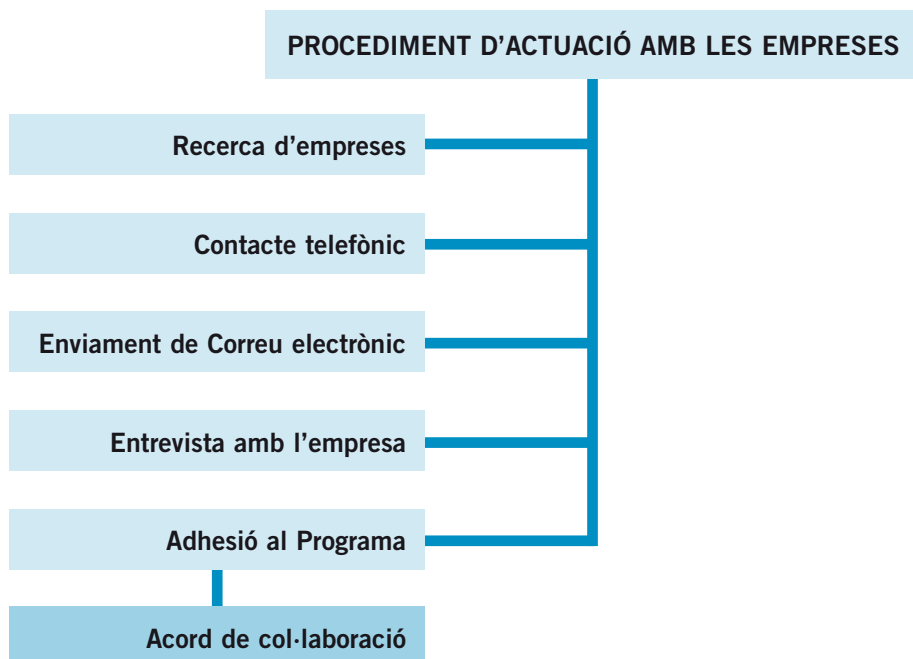 PROCEDIMENT D’ACTUACIÓ AMB LES EMPRESES
Recerca d’empreses
Contacte telefònic
Enviament de Correu electrònic
Entrevista amb l’empresa
Adhesió al Programa
Acord de col·laboració